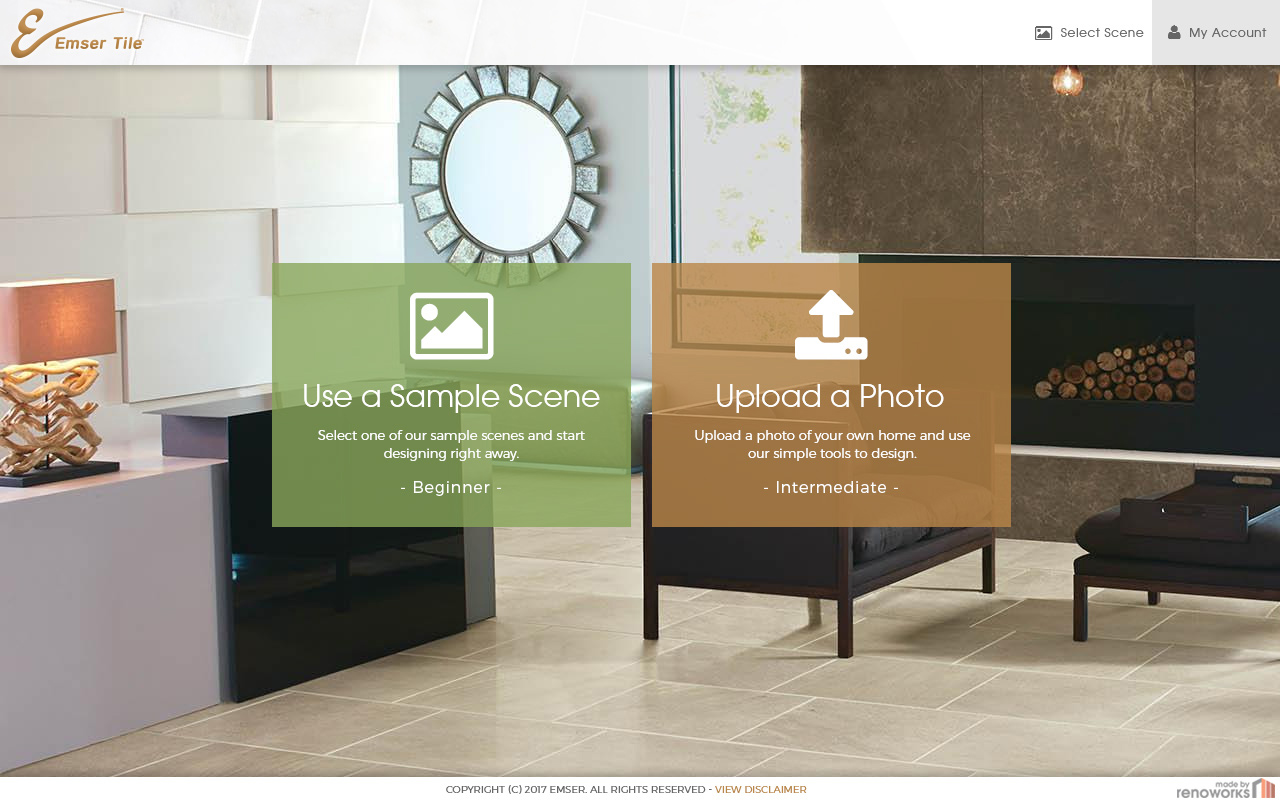 Emser Tile
Select Scene
My Account
Use a Sample Scene
Select one of our sample scenes and start
designing right away.
- Beginner -
Upload a Photo
Upload a photo of your own home and use
our simple tools to design.
- Intermediate -
COPYRIGHT (C) 2017 EMSER. ALL RIGHTS RESERVED - VIEW DISCLAIMER
made by
renoworks